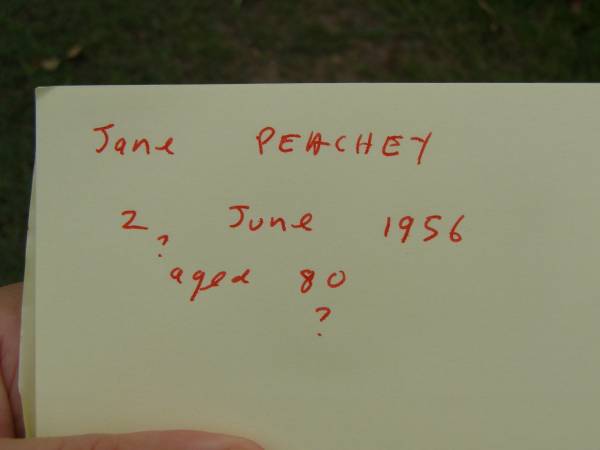 Jane PEACHEY
2 June 1956
?
aged 80
?